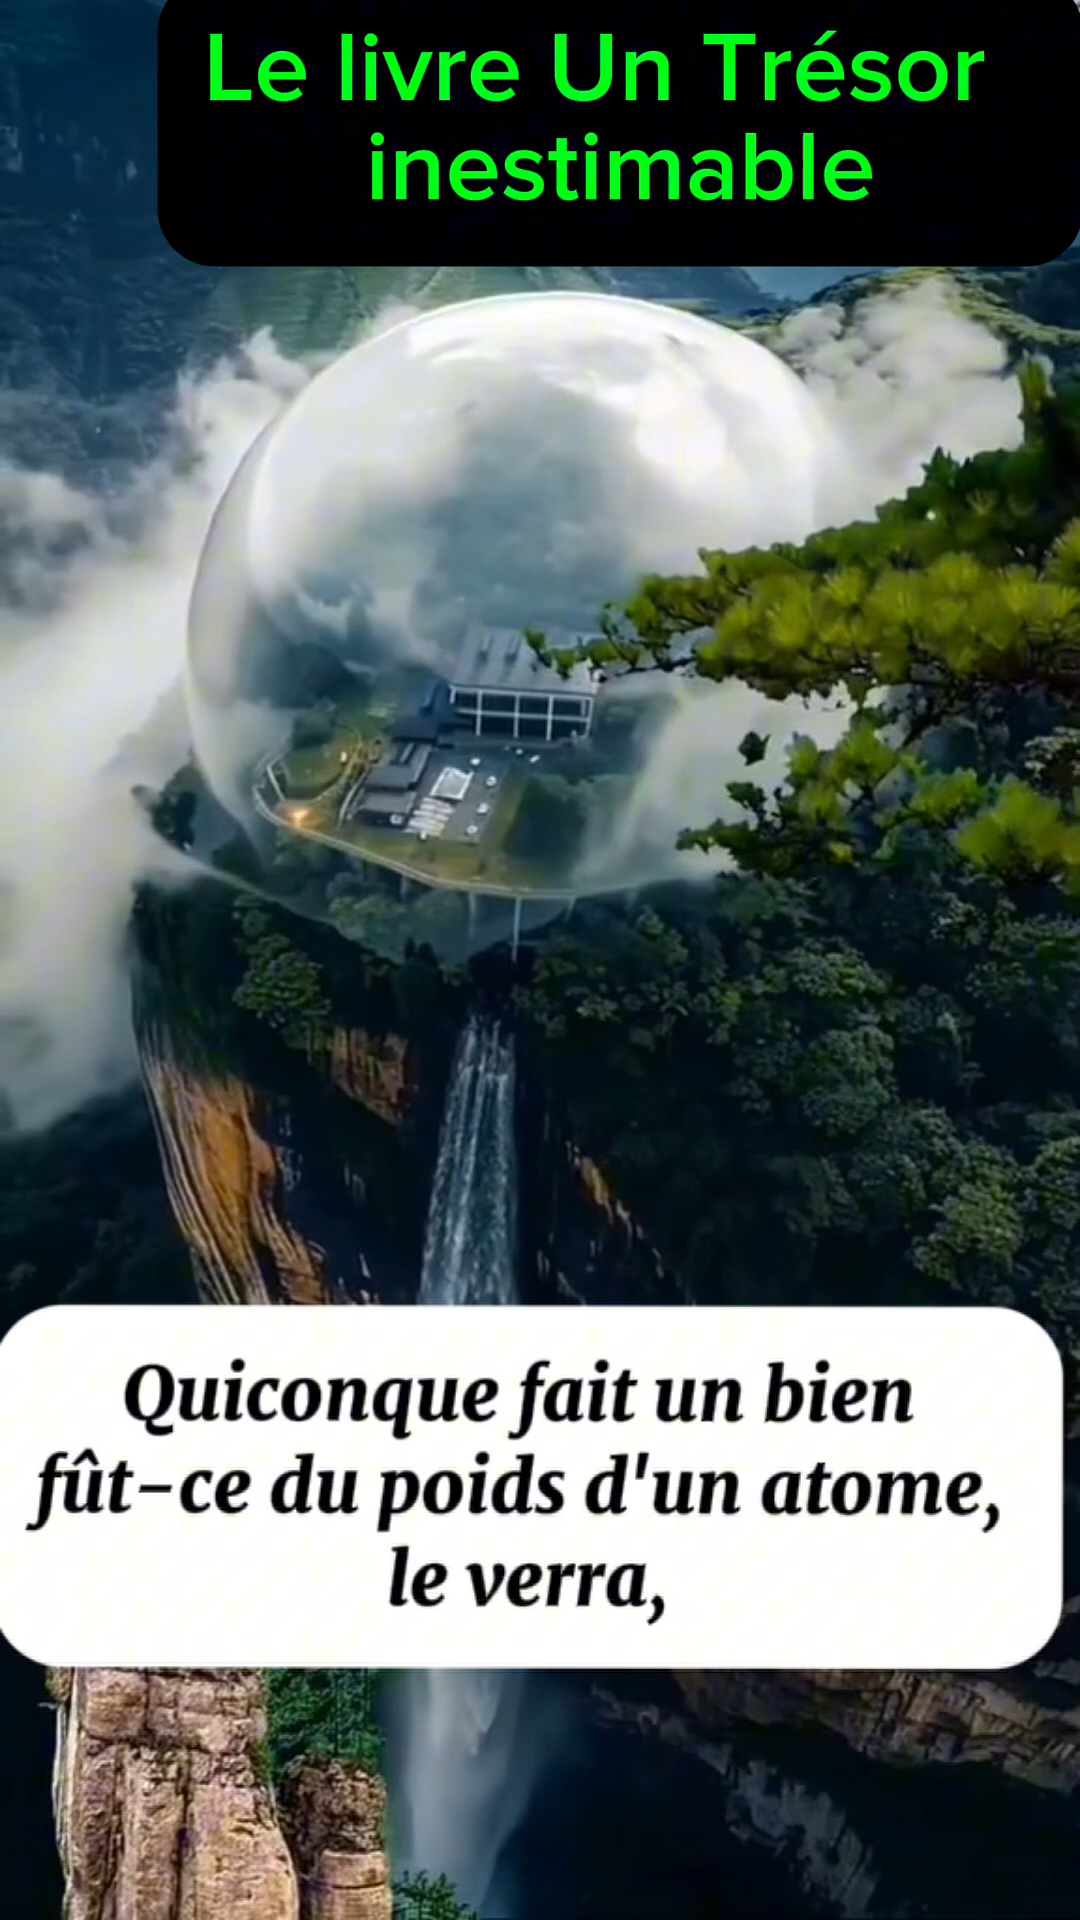 Le livre Un Trésor
inestimable
Quiconque fait un bien
fût-ce du poids d'un atome,
le verra,